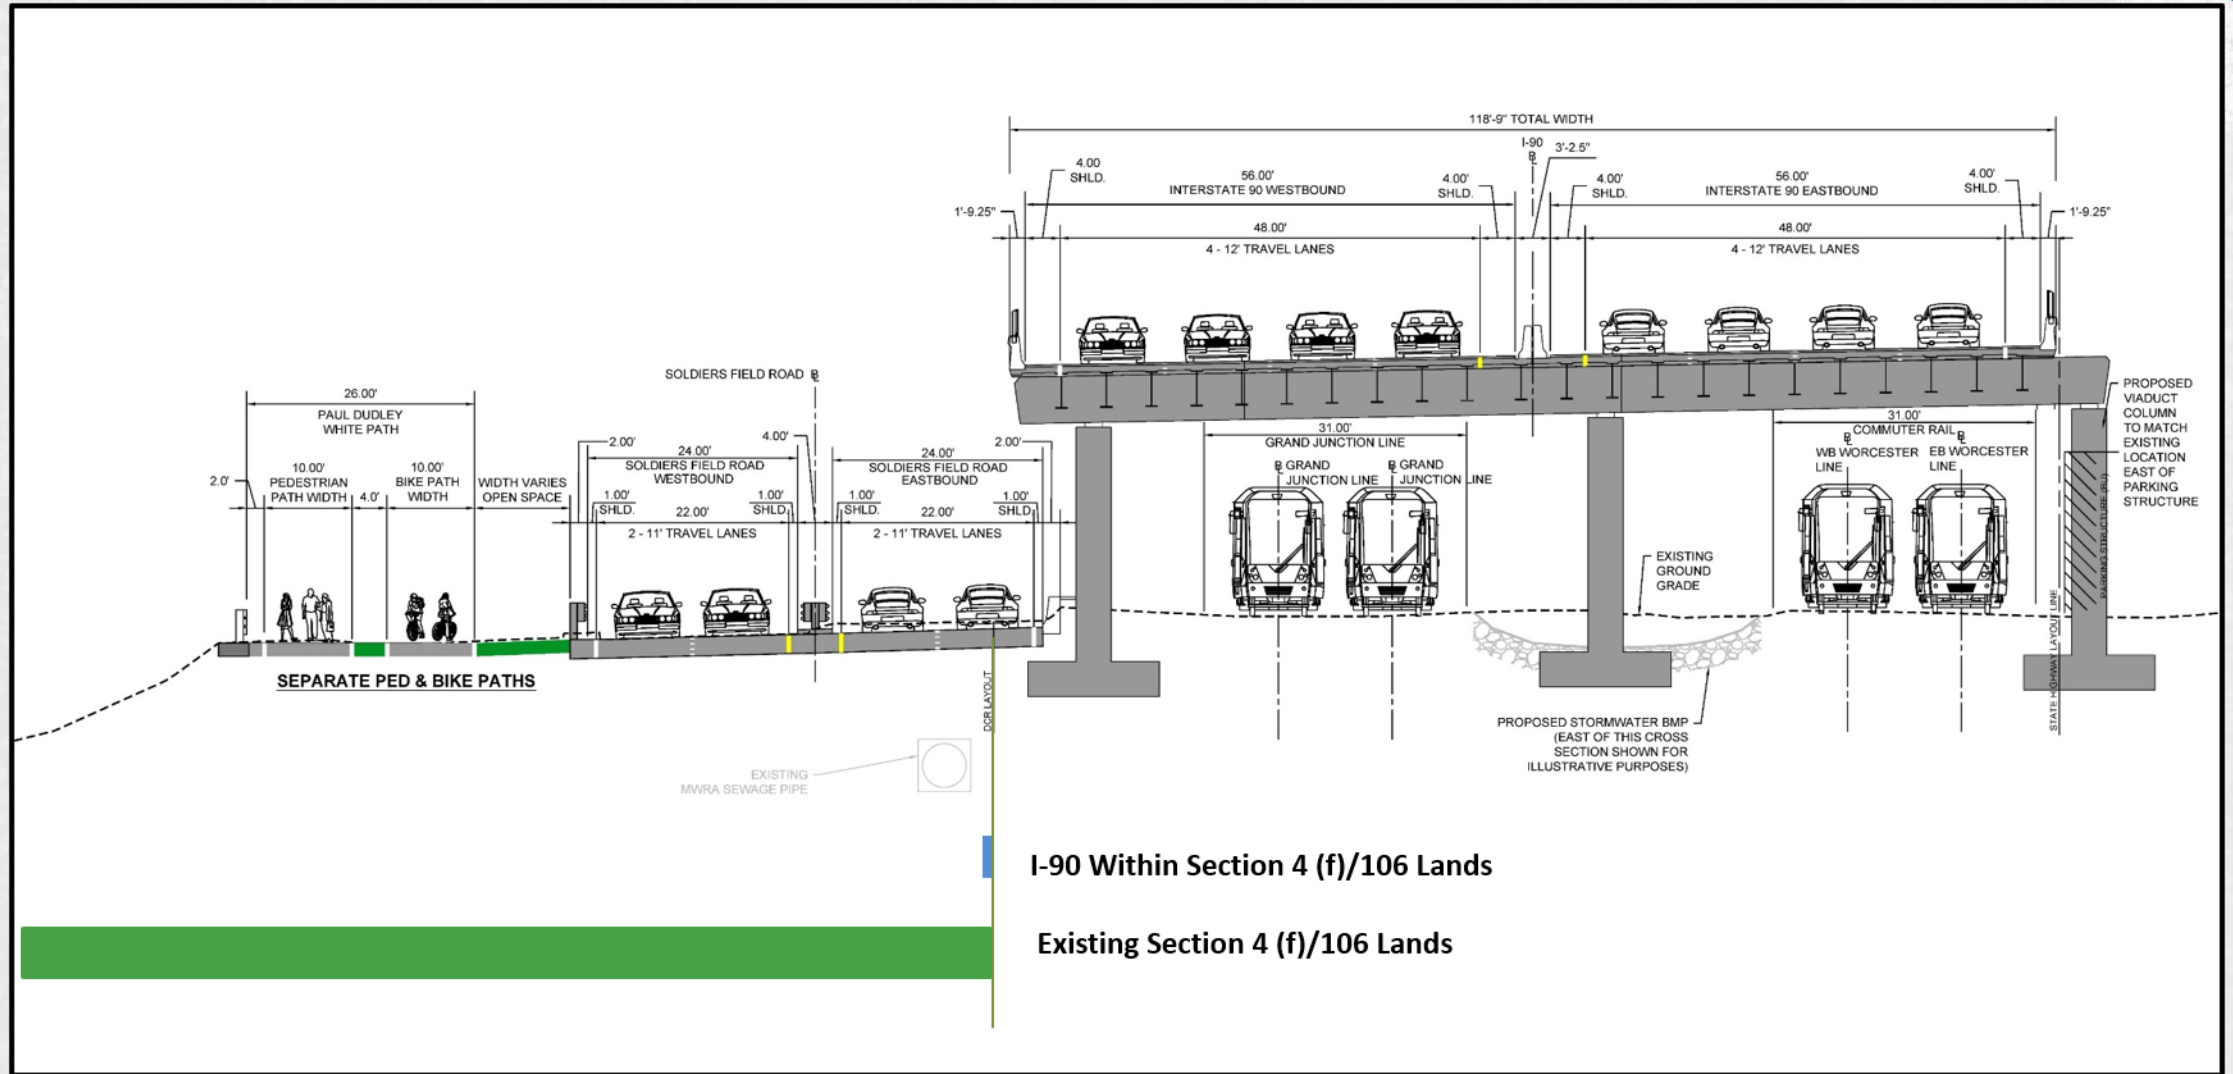 118'-9" TOTAL WIDTH
I-90
℄
3'-2.5"
4.00
SHLD.
56.00'
INTERSTATE 90 WESTBOUND
4.00'
SHLD.
4.00'
SHLD.
56.00'
INTERSTATE 90 EASTBOUND
4.00'
SHLD.
1'-9.25"
1'-9.25"
48.00'
4 - 12' TRAVEL LANES
48.00'
4 - 12' TRAVEL LANES
SOLDIERS FIELD ROAD ℄
26.00'
PAUL DUDLEY
WHITE PATH
2.0'
10.00'
PEDESTRIAN
PATH WIDTH
4.0'
10.00'
BIKE PATH
WIDTH
WIDTH VARIES
OPEN SPACE
2.00'
24.00'
SOLDIERS FIELD ROAD
WESTBOUND
4.00'
24.00'
SOLDIERS FIELD ROAD
EASTBOUND
2.00'
1.00'
SHLD.
22.00'
2 - 11' TRAVEL LANES
1.00'
SHLD.
1.00'
SHLD.
22.00'
2 - 11' TRAVEL LANES
1.00'
SHLD.
31.00'
GRAND JUNCTION LINE
℄ GRAND
JUNCTION LINE
℄ GRAND
JUNCTION LINE
31.00'
COMMUTER RAIL
℄
WB WORCESTER
LINE
℄
EB WORCESTER
LINE
PROPOSED
VIADUCT
COLUMN
TO MATCH
EXISTING
LOCATION
EAST OF
PARKING
STRUCTURE
PARKING STRUCTURE (BU)
STATE HIGHWAY LAYOUT LINE
EXISTING
GROUND
GRADE
SEPARATE PED & BIKE PATHS
DCR LAYOUT
PROPOSED STORMWATER BMP
(EAST OF THIS CROSS
SECTION SHOWN FOR
ILLUSTRATIVE PURPOSES)
EXISTING
MWRA SEWAGE PIPE
I-90 Within Section 4 (f)/106 Lands
Existing Section 4 (f)/106 Lands